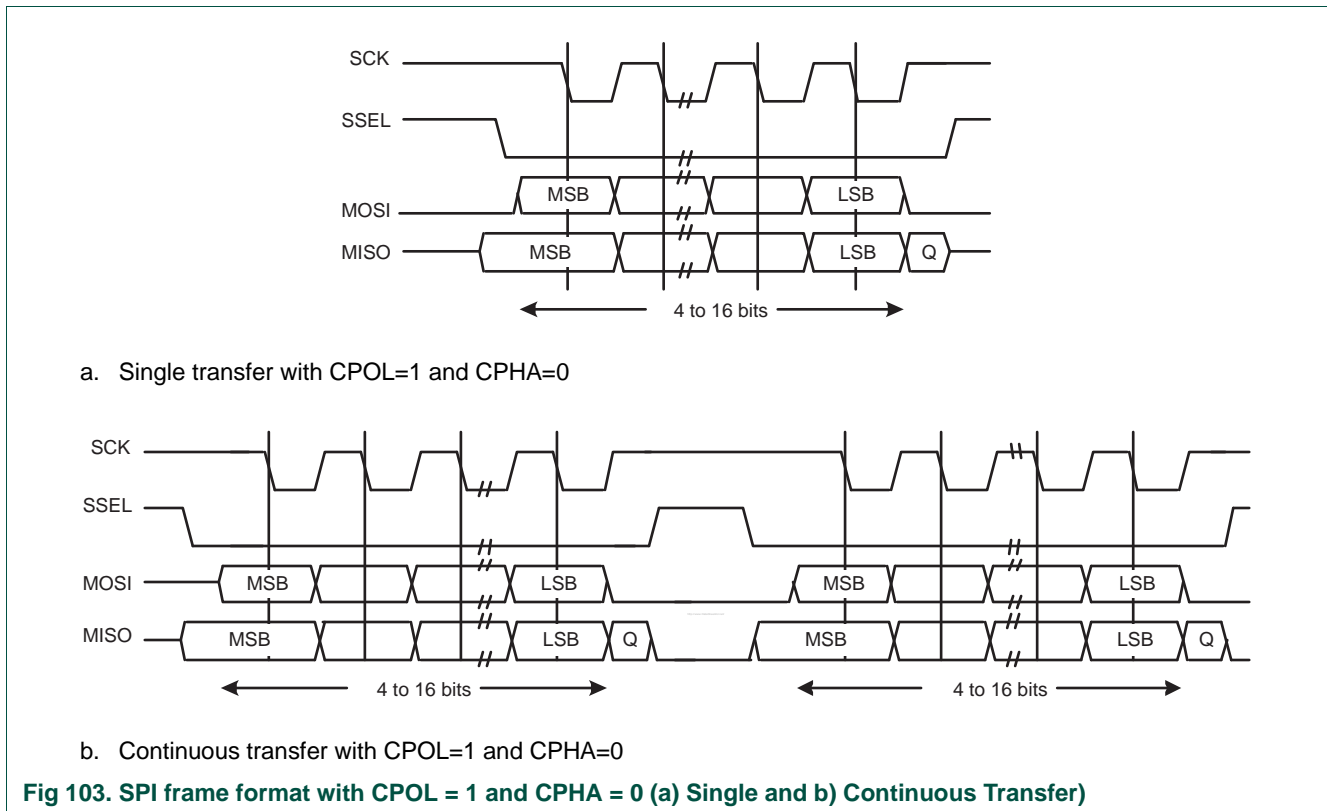 SCK
SSEL
MOSI MSB LSB
MISO MSB LSB Q
4 to 16 bits
a. Single transfer with CPOL=1 and CPHA=0
SCK
SSEL
MOSI MSB LSB MSB LSB
MISO MSB LSB Q MSB LSB Q
4 to 16 bits 4 to 16 bits
b. Continuous transfer with CPOL=1 and CPHA=0
Fig 103. SPI frame format with CPOL = 1 and CPHA = 0 (a) Single and b) Continuous Transfer)